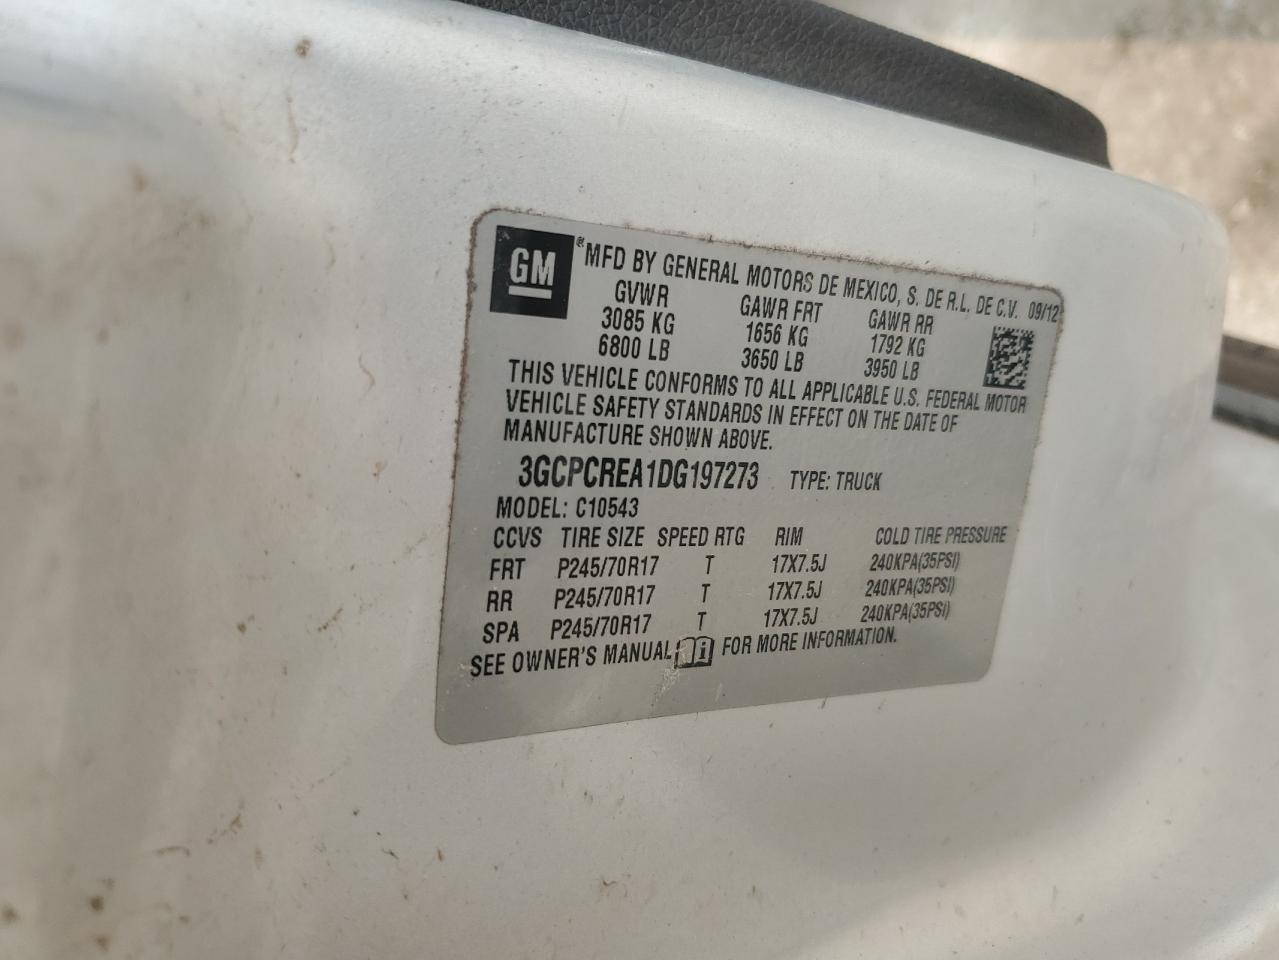 GM ® MFD BY GENERAL MOTORS DE MEXICO, S. DE R.L. DE C.V. 09/12
GVWR GAWR FRT GAWR RR
3085 KG 1656 KG 1792 KG
6800 LB 3650 LB 3950 LB
THIS VEHICLE CONFORMS TO ALL APPLICABLE U.S. FEDERAL MOTOR
VEHICLE SAFETY STANDARDS IN EFFECT ON THE DATE OF
MANUFACTURE SHOWN ABOVE.
3GCPCREA1DG197273 TYPE: TRUCK
MODEL: C10543
CCVS TIRE SIZE SPEED RTG RIM COLD TIRE PRESSURE
FRT P245/70R17 T 17X7.5J 240KPA(35PSI)
RR P245/70R17 T 17X7.5J 240KPA(35PSI)
SPA P245/70R17 T 17X7.5J 240KPA(35PSI)
SEE OWNER'S MANUAL i FOR MORE INFORMATION.